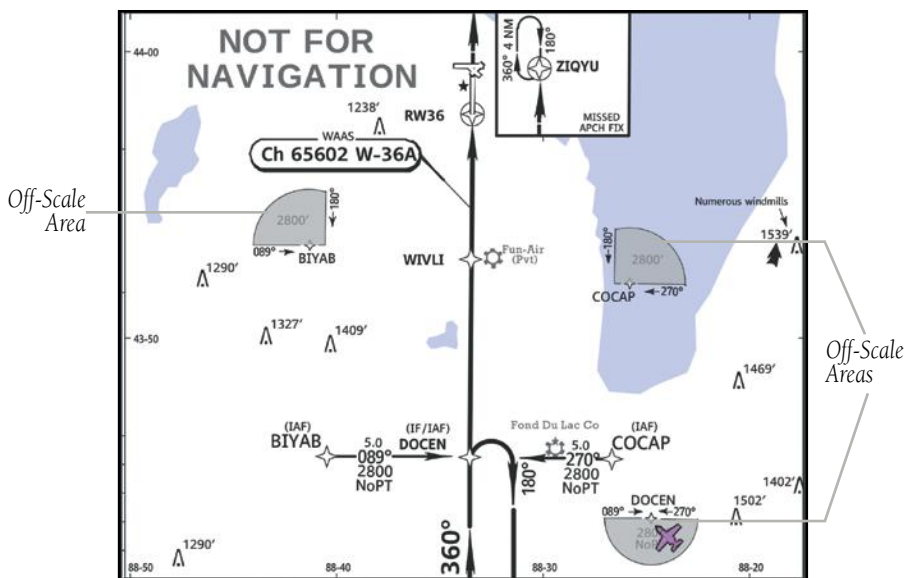 NOT FOR
NAVIGATION
44-00
360° 4 NM
180°
ZIQYU
MISSED
APCH FIX
RW36
1238'
WAAS
Ch 65602 W-36A
Off-Scale
Area
2800'
180°
089°
BIYAB
Numerous windmills
1539'
180°
2800'
270°
COCAP
WIVLI
Fun-Air
(Pvt)
1290'
1327'
1409'
43-50
Off-Scale
Areas
1469'
(IAF)
BIYAB
5.0
089°
2800
NoPT
(IF/IAF)
DOCEN
180°
Fond Du Lac Co
5.0
270°
2800
NoPT
(IAF)
COCAP
1402'
1502'
DOCEN
089°
270°
NoPT
360°
1290'
88-50
88-40
88-30
88-20